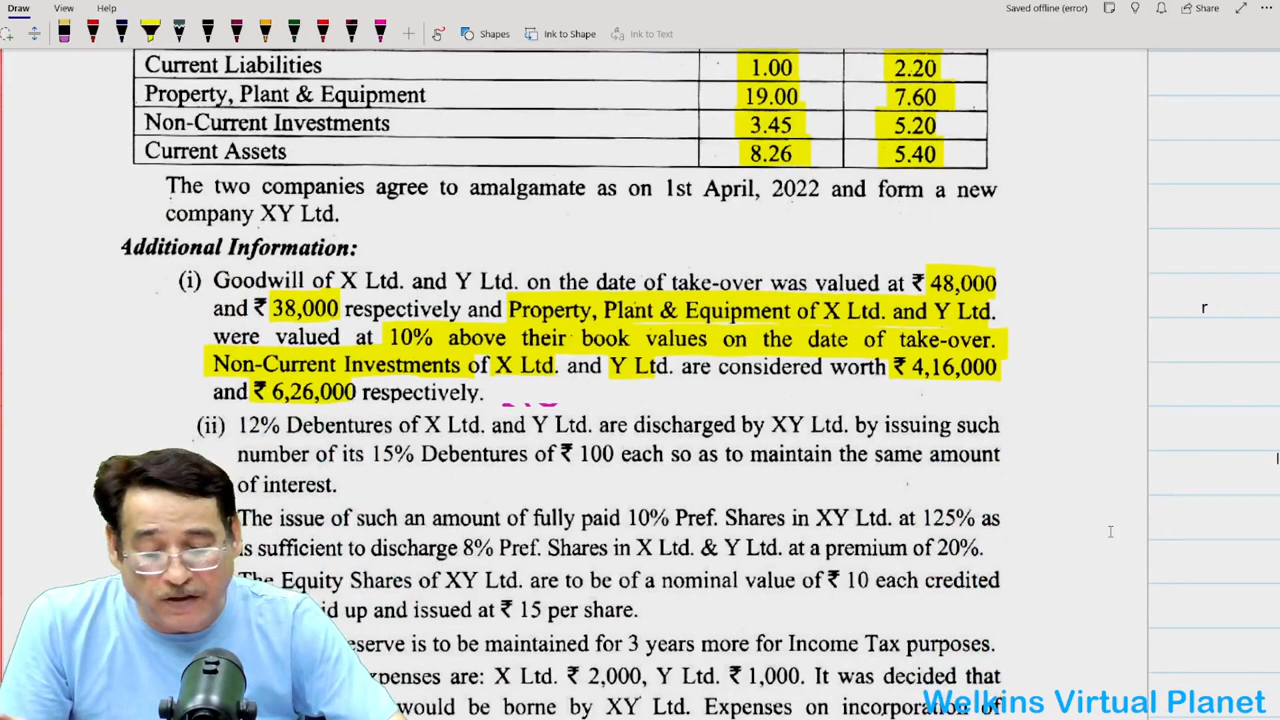 Draw View Help Saved offline (error) Share
Shapes Ink to Shape Ink to Text
Current Liabilities 1.00 2.20
Property, Plant & Equipment 19.00 7.60
Non-Current Investments 3.45 5.20
Current Assets 8.26 5.40
The two companies agree to amalgamate as on 1st April, 2022 and form a new
company XY Ltd.
Additional Information:
(i) Goodwill of X Ltd. and Y Ltd. on the date of take-over was valued at ₹ 48,000
and ₹ 38,000 respectively and Property, Plant & Equipment of X Ltd. and Y Ltd.
were valued at 10% above their book values on the date of take-over.
Non-Current Investments of X Ltd. and Y Ltd. are considered worth ₹ 4,16,000
and ₹ 6,26,000 respectively.
(ii) 12% Debentures of X Ltd. and Y Ltd. are discharged by XY Ltd. by issuing such
number of its 15% Debentures of ₹ 100 each so as to maintain the same amount
of interest.
The issue of such an amount of fully paid 10% Pref. Shares in XY Ltd. at 125% as
is sufficient to discharge 8% Pref. Shares in X Ltd. & Y Ltd. at a premium of 20%.
The Equity Shares of XY Ltd. are to be of a nominal value of ₹ 10 each credited
up and issued at ₹ 15 per share.
is to be maintained for 3 years more for Income Tax purposes.
are: X Ltd. ₹ 2,000, Y Ltd. ₹ 1,000. It was decided that
would be borne by XY Ltd. Expenses on incorporation of
r
Welkins Virtual Planet